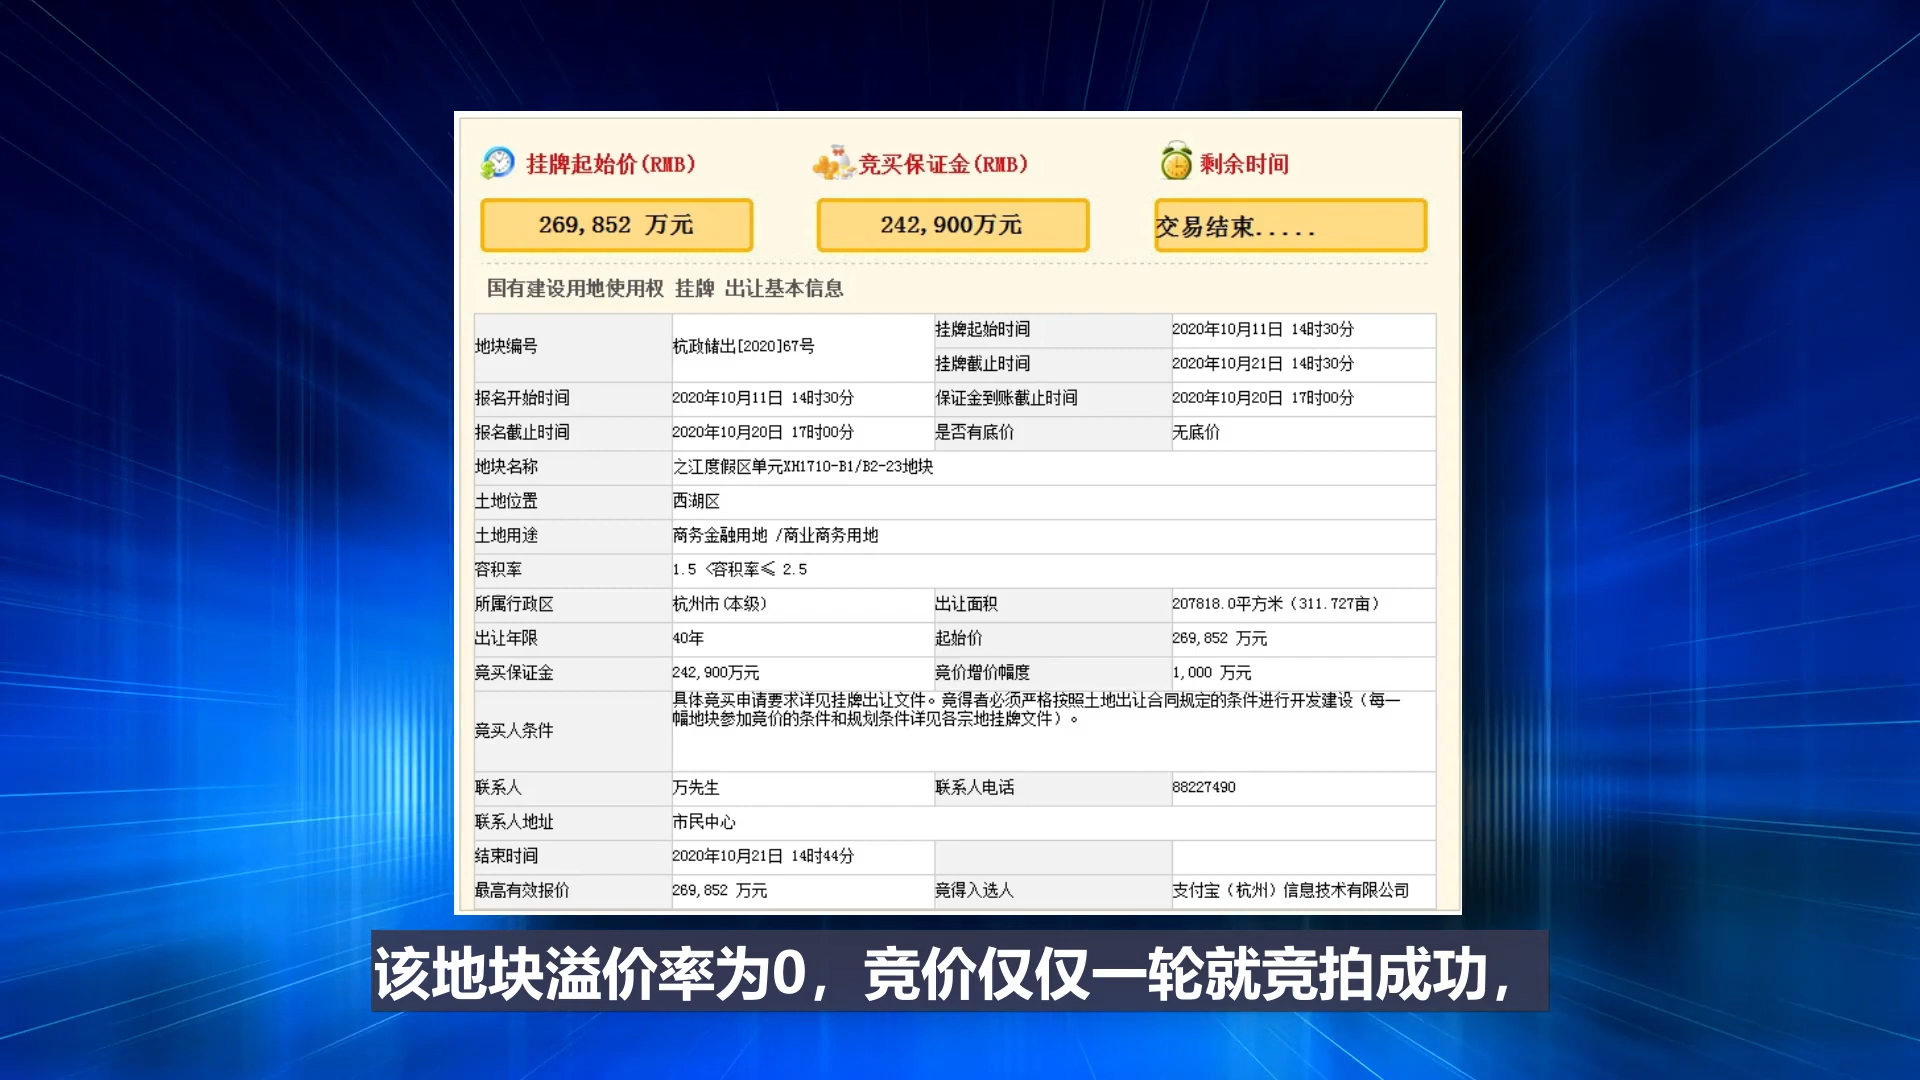 挂牌起始价(RMB) 竞买保证金(RMB) 剩余时间
269,852 万元 242,900万元 交易结束.....
国有建设用地使用权 挂牌 出让基本信息
地块编号 杭政储出[2020]67号 挂牌起始时间 2020年10月11日 14时30分
挂牌截止时间 2020年10月21日 14时30分
报名开始时间 2020年10月11日 14时30分 保证金到账截止时间 2020年10月20日 17时00分
报名截止时间 2020年10月20日 17时00分 是否有底价 无底价
地块名称 之江度假区单元XH1710-B1/B2-23地块
土地位置 西湖区
土地用途 商务金融用地 /商业商务用地
容积率 1.5 <容积率≤ 2.5
所属行政区 杭州市(本级) 出让面积 207818.0平方米（311.727亩）
出让年限 40年 起始价 269,852 万元
竞买保证金 242,900万元 竞价增价幅度 1,000 万元
竞买人条件 具体竞买申请要求详见挂牌出让文件。竞得者必须严格按照土地出让合同规定的条件进行开发建设（每一
幅地块参加竞价的条件和规划条件详见各宗地挂牌文件）。
联系人 万先生 联系人电话 88227490
联系人地址 市民中心
结束时间 2020年10月21日 14时44分
最高有效报价 269,852 万元 竞得入选人 支付宝（杭州）信息技术有限公司
该地块溢价率为0，竞价仅仅一轮就竞拍成功，